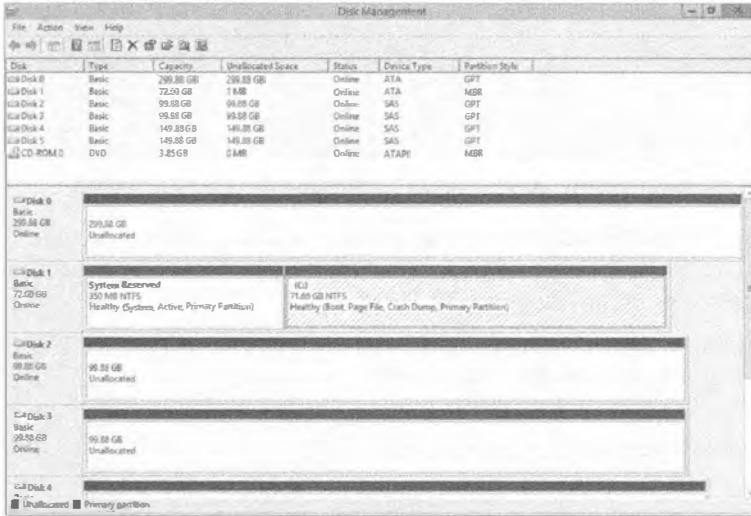 Disk Management
File Action View Help
Disk Type Capacity Unallocated Space Status Device Type Partition Style
Disk 0 Basic 299.88 GB 299.88 GB Online ATA GPT
Disk 1 Basic 72.00 GB 1 MB Online ATA MBR
Disk 2 Basic 99.88 GB 99.88 GB Online SAS GPT
Disk 3 Basic 99.88 GB 99.88 GB Online SAS GPT
Disk 4 Basic 149.88 GB 149.88 GB Online SAS GPT
Disk 5 Basic 149.88 GB 149.88 GB Online SAS GPT
CD-ROM 0 DVD 3.85 GB 0 MB Online ATAPI MBR
Disk 0
Basic
299.88 GB
Online
299.88 GB
Unallocated
Disk 1
Basic
72.00 GB
Online
System Reserved
350 MB NTFS
Healthy (System, Active, Primary Partition)
(C:)
71.66 GB NTFS
Healthy (Boot, Page File, Crash Dump, Primary Partition)
Disk 2
Basic
99.88 GB
Online
99.88 GB
Unallocated
Disk 3
Basic
99.88 GB
Online
99.88 GB
Unallocated
Disk 4
Unallocated Primary partition